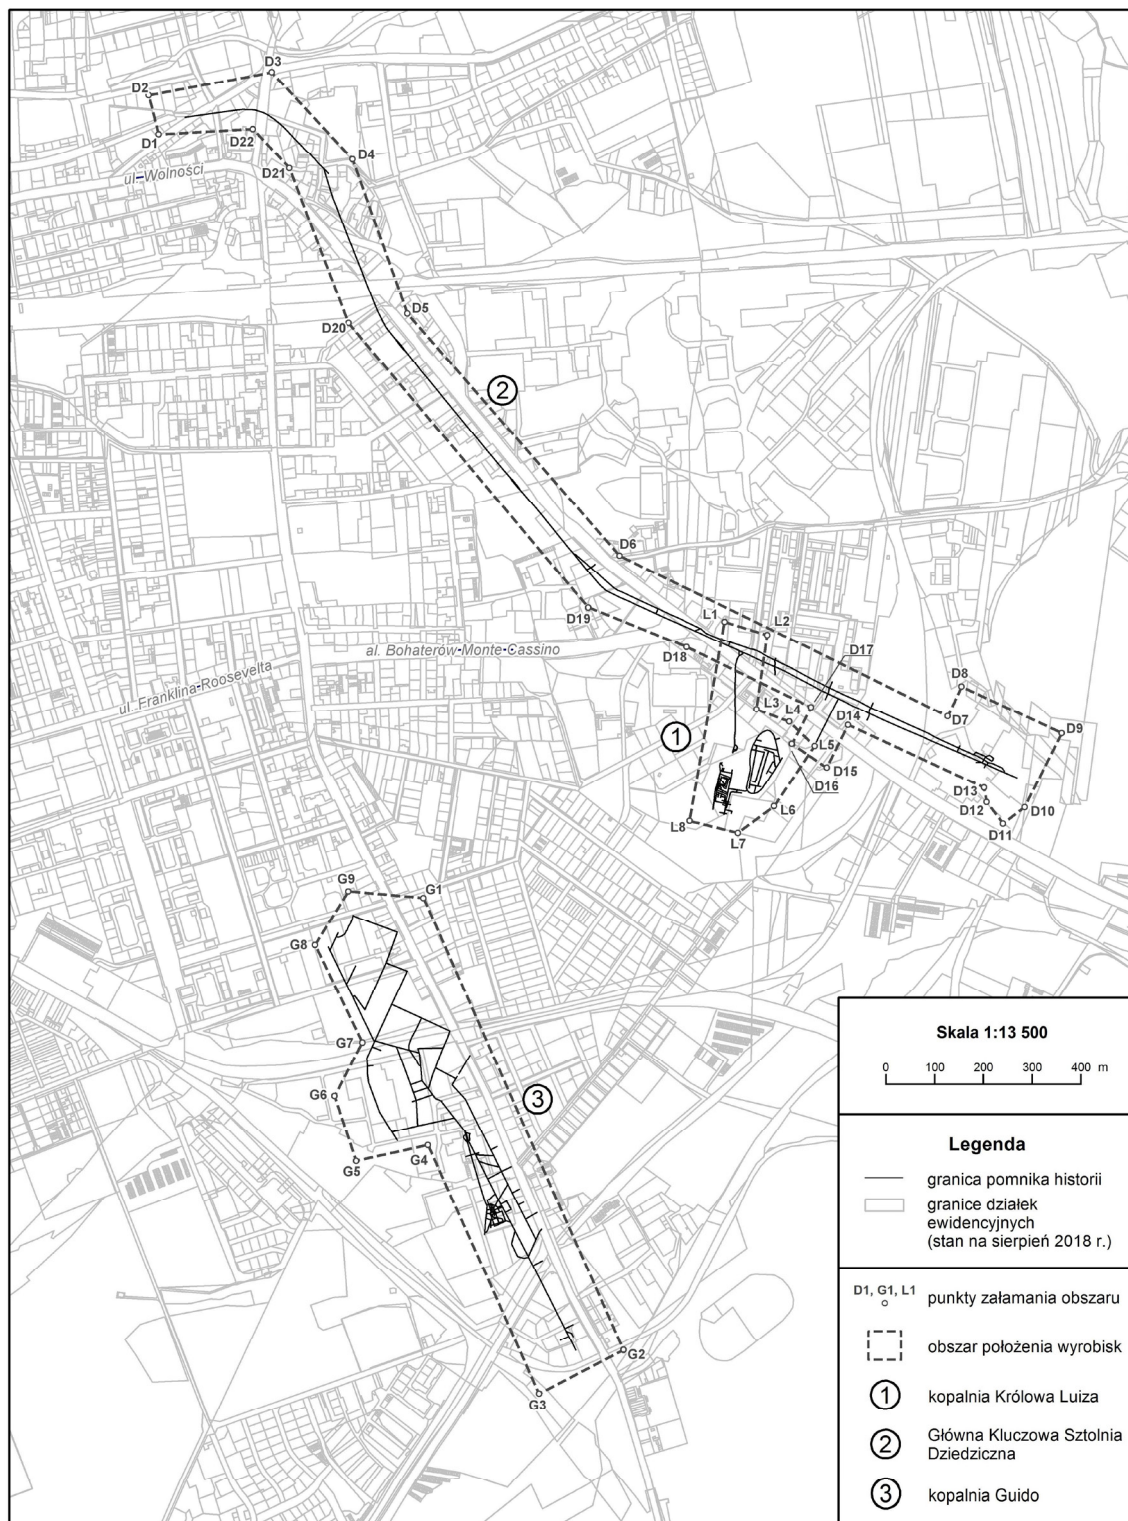 D3
D2
D1
D22
D4
D21
ul. Wolności
D5
D20
2
D6
D19
L1
L2
al. Bohaterów Monte Cassino
D18
D17
ul. Franklina Roosevelta
D8
L3
L4
D7
D14
D9
1
L5
D15
D16
D13
D12
D10
L6
D11
L8
L7
G9
G1
G8
G7
G6
3
G4
G5
G2
G3
Skala 1:13 500
0 100 200 300 400 m
Legenda
granica pomnika historii
granice działek
ewidencyjnych
(stan na sierpień 2018 r.)
D1, G1, L1
punkty załamania obszaru
obszar położenia wyrobisk
1 kopalnia Królowa Luiza
2 Główna Kluczowa Sztolnia
Dziedziczna
3 kopalnia Guido